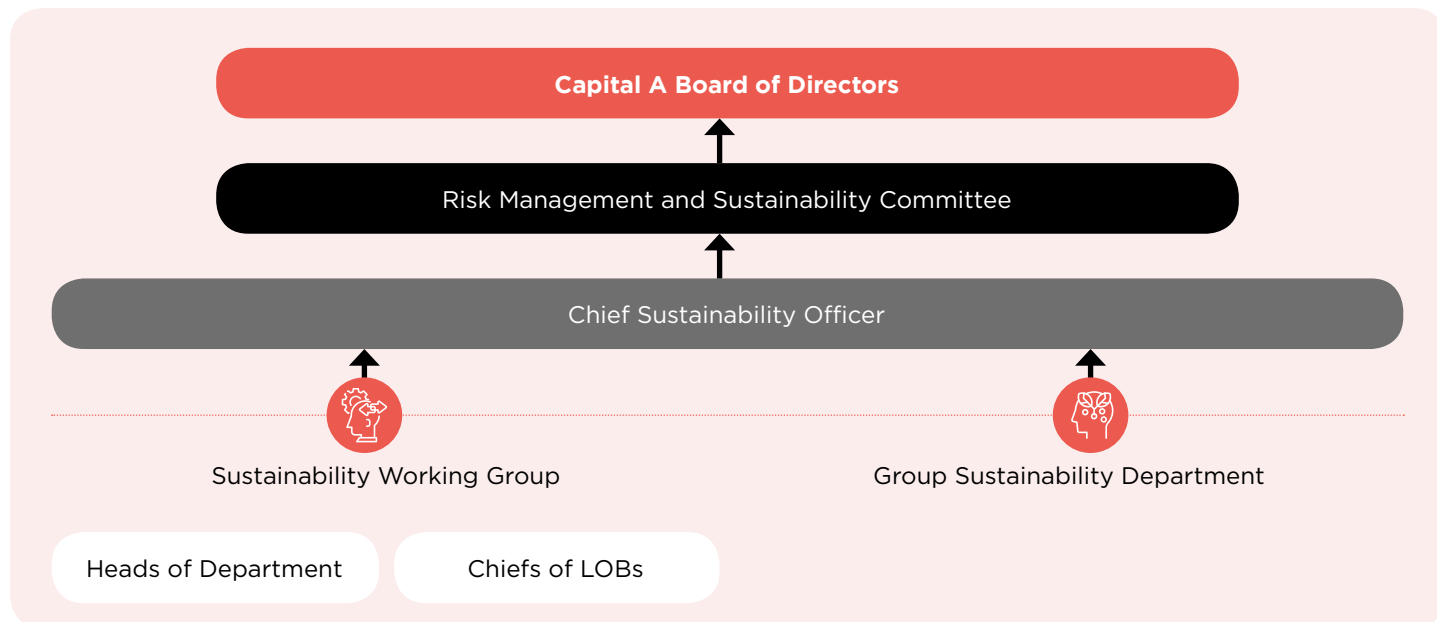 Capital A Board of Directors
Risk Management and Sustainability Committee
Chief Sustainability Officer
Sustainability Working Group
Group Sustainability Department
Heads of Department
Chiefs of LOBs